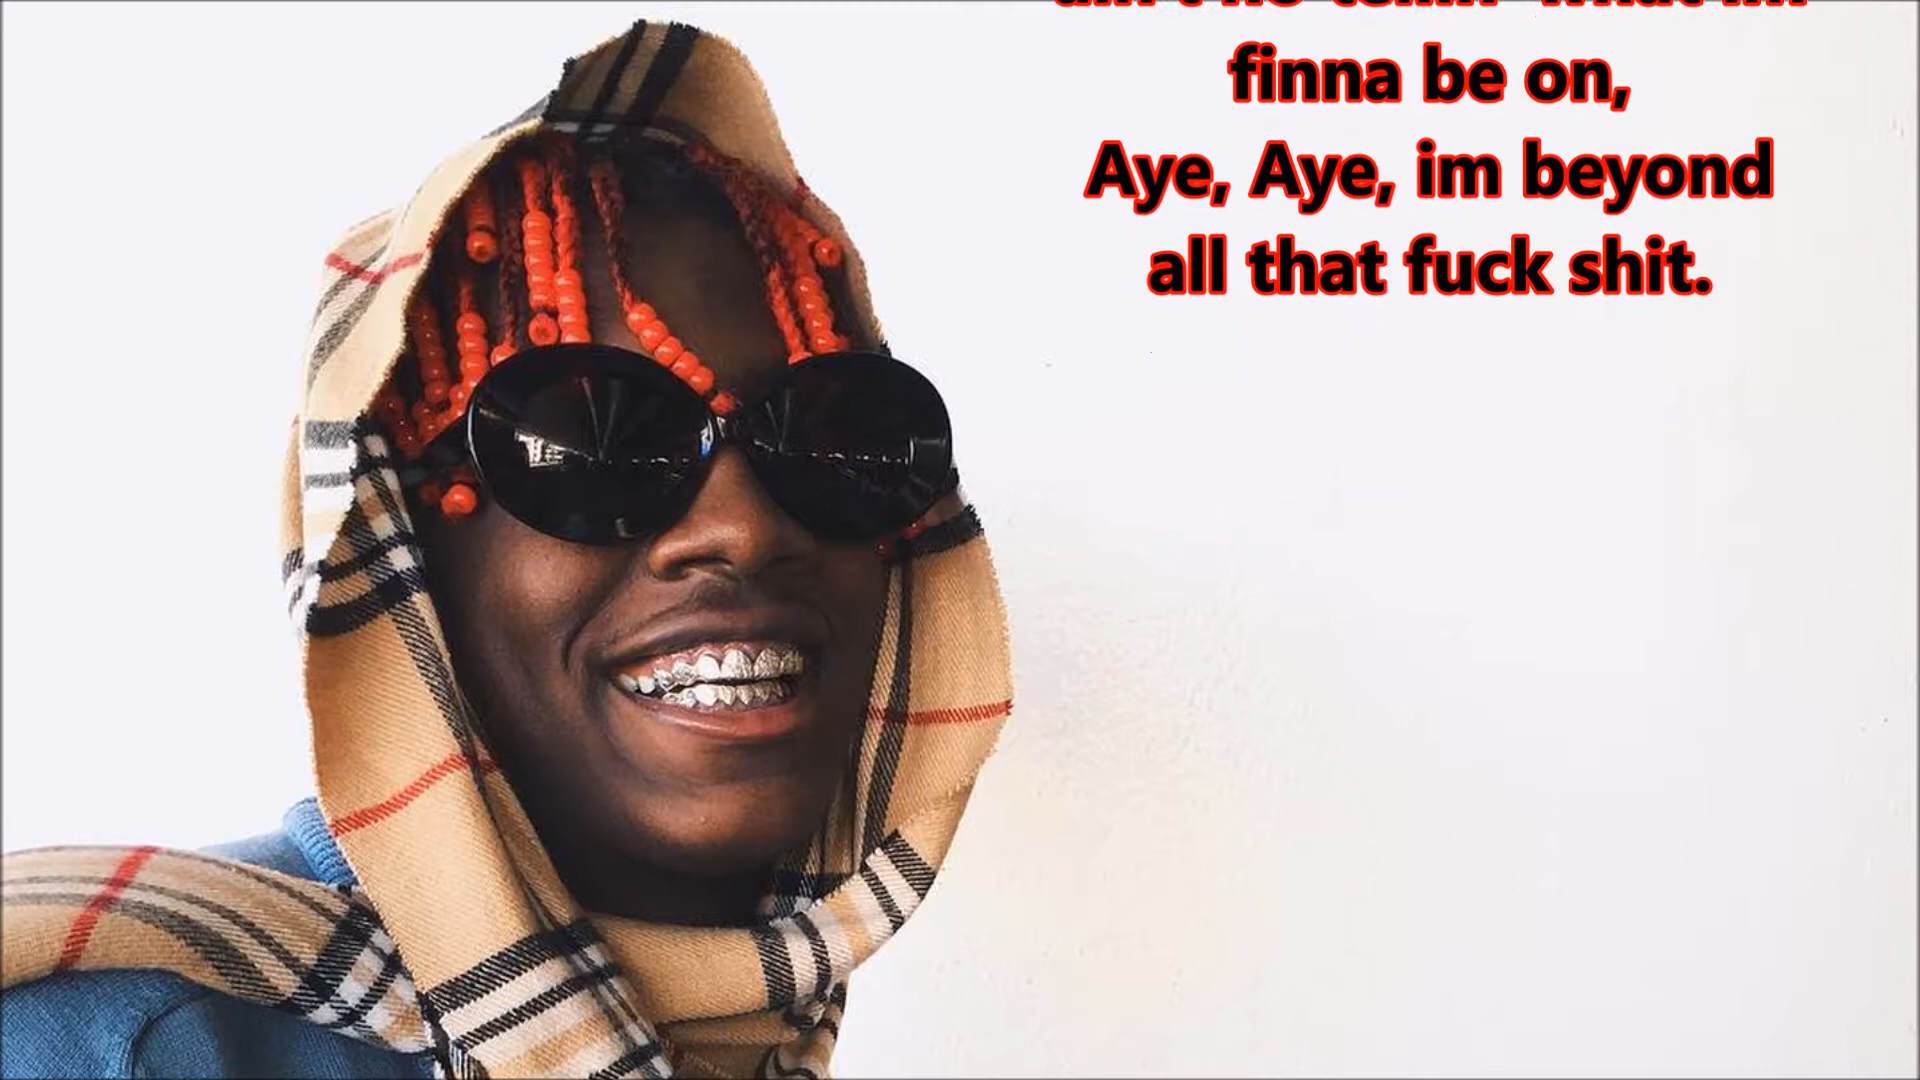 finna be on,
Aye, Aye, im beyond
all that fuck shit.